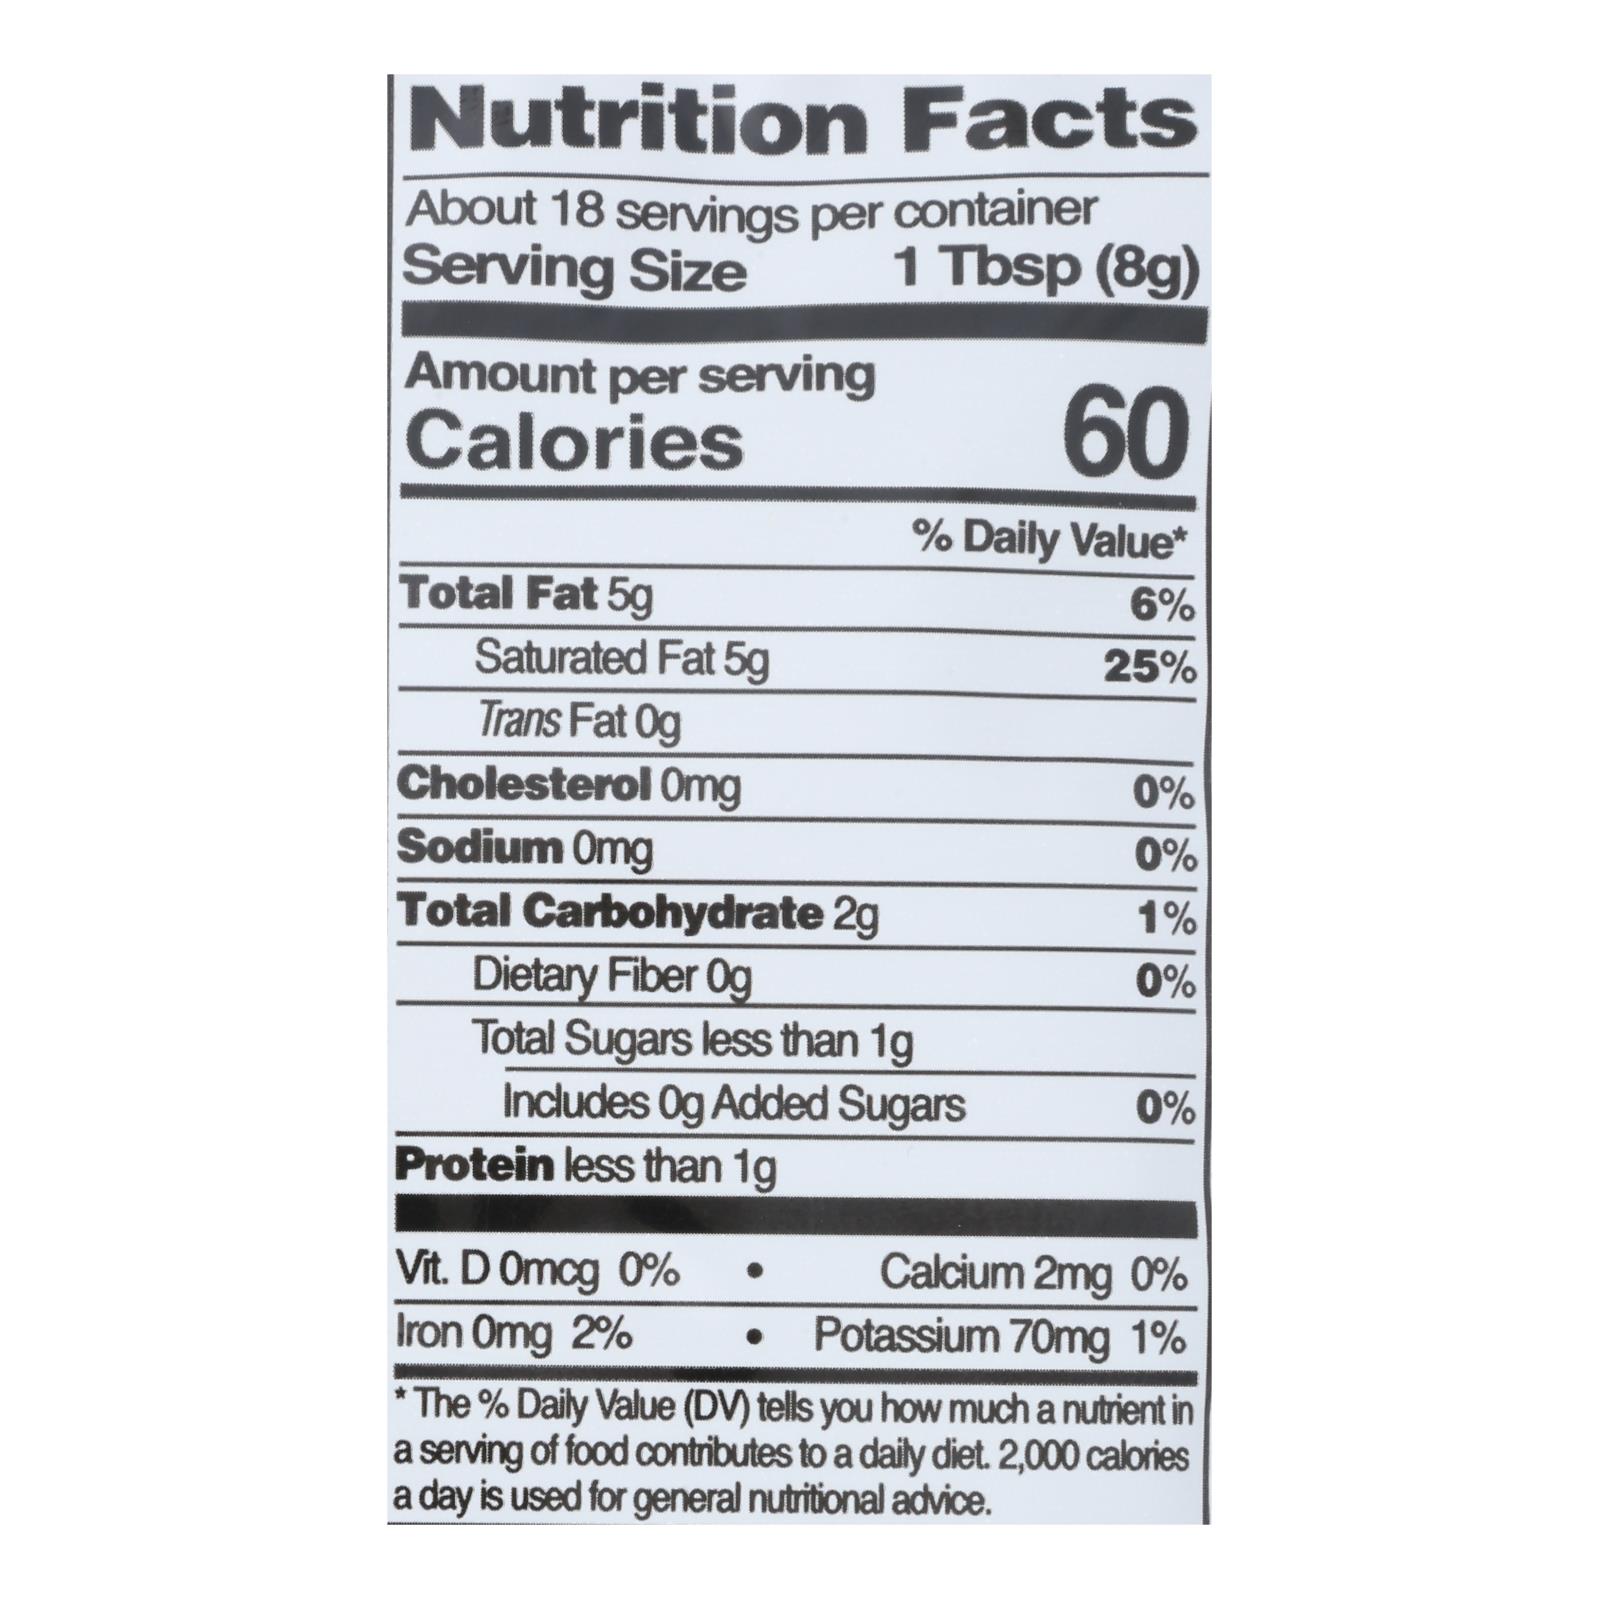 Nutrition Facts
About 18 servings per container
Serving Size 1 Tbsp (8g)
Amount per serving
Calories 60
% Daily Value*
Total Fat 5g 6%
Saturated Fat 5g 25%
Trans Fat 0g
Cholesterol 0mg 0%
Sodium 0mg 0%
Total Carbohydrate 2g 1%
Dietary Fiber 0g 0%
Total Sugars less than 1g
Includes 0g Added Sugars 0%
Protein less than 1g
Vit. D 0mcg 0% • Calcium 2mg 0%
Iron 0mg 2% • Potassium 70mg 1%
* The % Daily Value (DV) tells you how much a nutrient in
a serving of food contributes to a daily diet. 2,000 calories
a day is used for general nutritional advice.